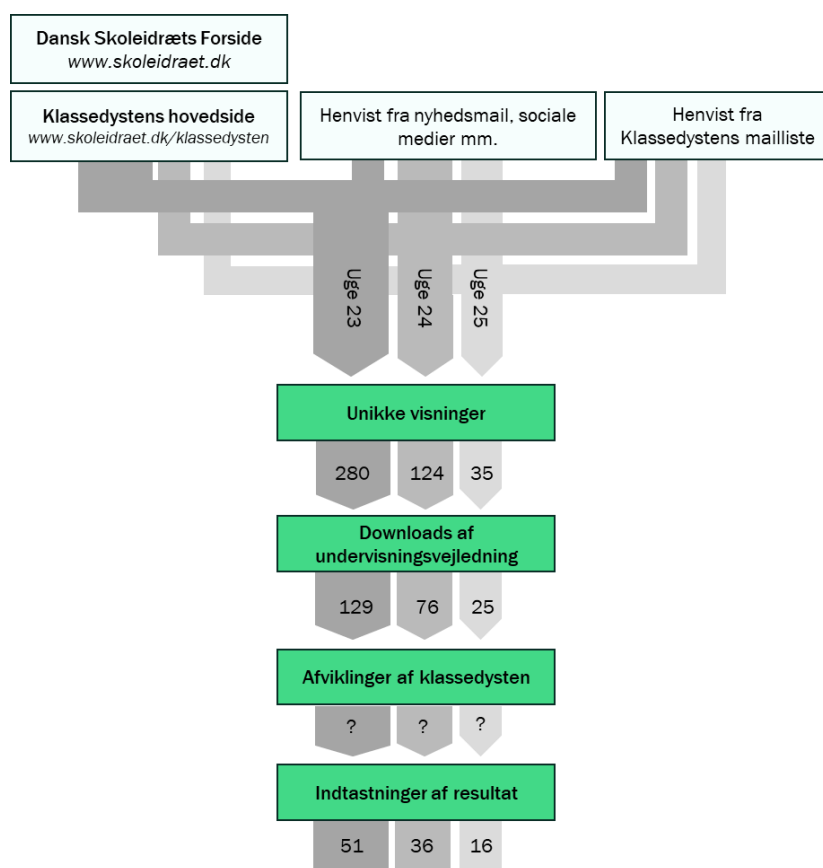 Dansk Skoleidræts Forside
www.skoleidraet.dk
Klassedystens hovedside
www.skoleidraet.dk/klassedysten
Henvist fra nyhedsmail, sociale
medier mm.
Henvist fra
Klassedystens mailliste
Uge 23
Uge 24
Uge 25
Unikke visninger
280 124 35
Downloads af
undervisningsvejledning
129 76 25
Afviklinger af klassedysten
? ? ?
Indtastninger af resultat
51 36 16